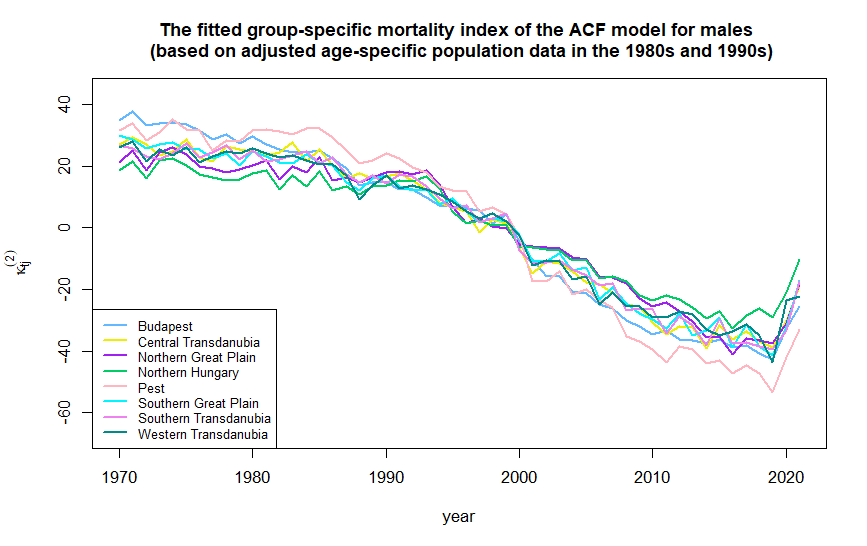 The fitted group-specific mortality index of the ACF model for males
(based on adjusted age-specific population data in the 1980s and 1990s)
40
20
0
-20
-40
-60
κ_tj^(2)
Budapest
Central Transdanubia
Northern Great Plain
Northern Hungary
Pest
Southern Great Plain
Southern Transdanubia
Western Transdanubia
1970 1980 1990 2000 2010 2020
year